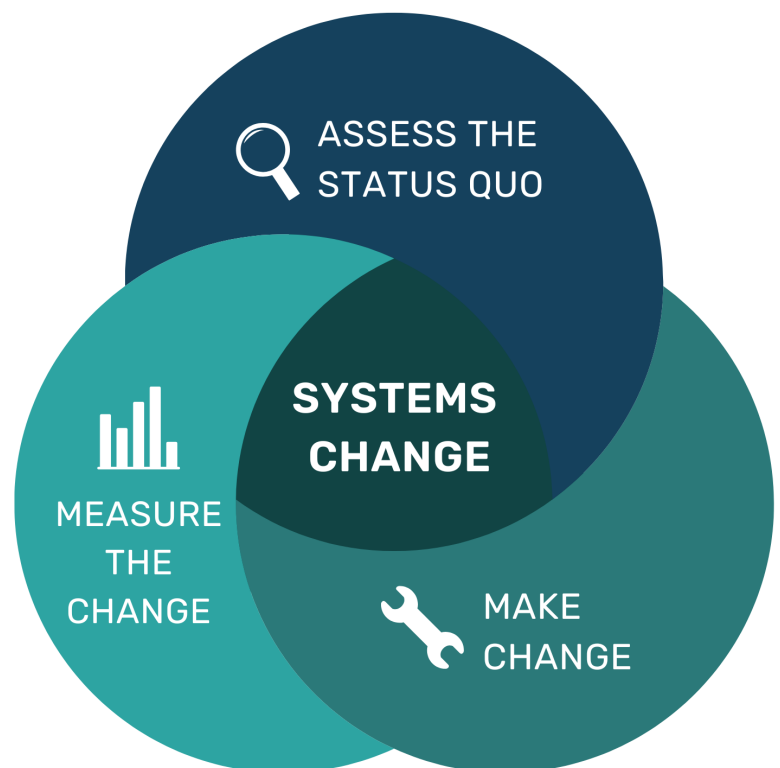 ASSESS THE
STATUS QUO
SYSTEMS
CHANGE
MEASURE
THE
CHANGE
MAKE
CHANGE